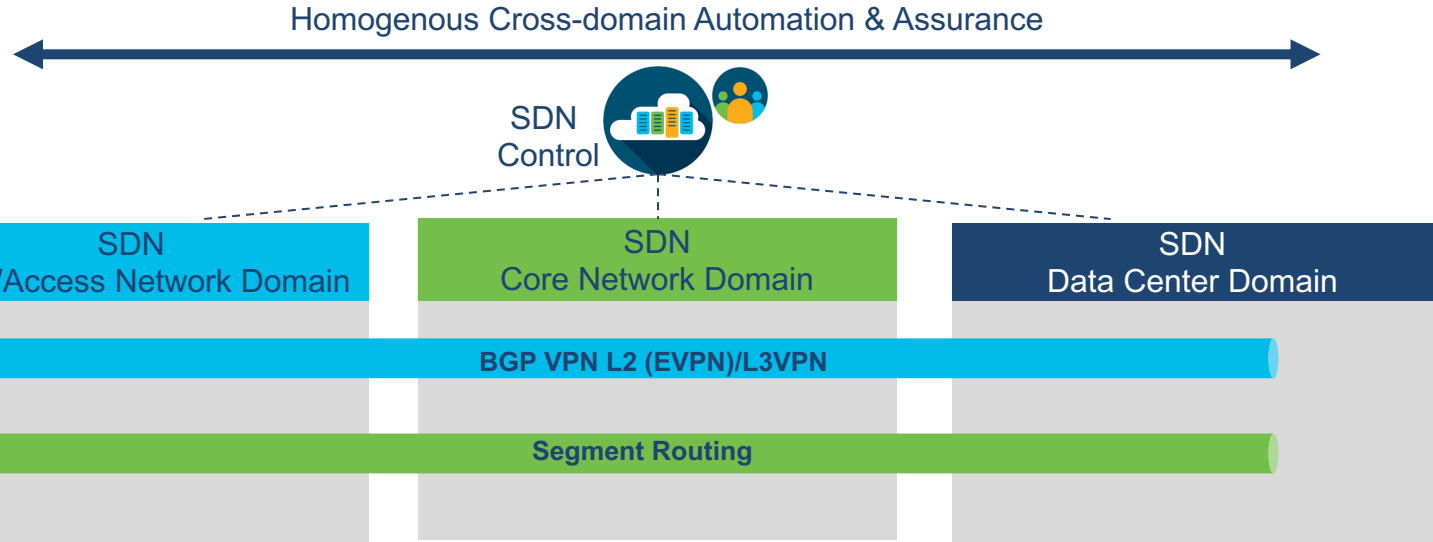 Homogenous Cross-domain Automation & Assurance
SDN
Control
SDN
/Access Network Domain
SDN
Core Network Domain
SDN
Data Center Domain
BGP VPN L2 (EVPN)/L3VPN
Segment Routing